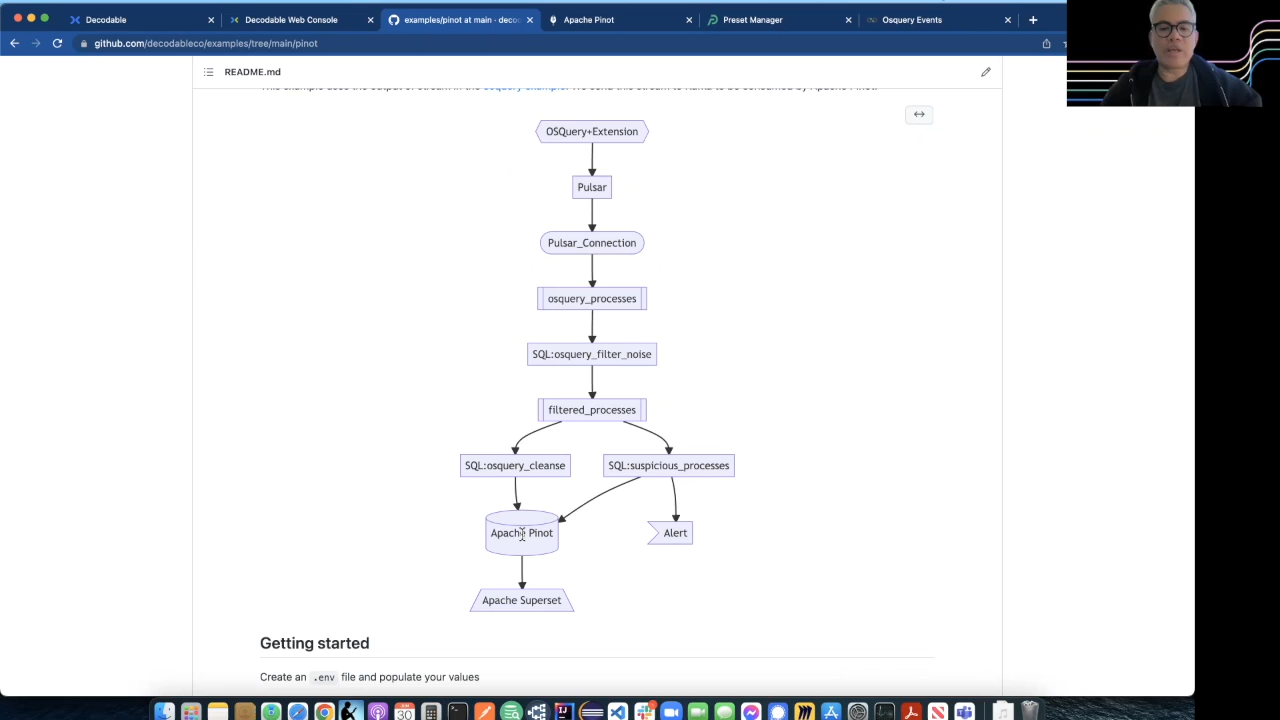 Decodable
Decodable Web Console
examples/pinot at main · deco
Apache Pinot
Preset Manager
Osquery Events
github.com/decodableco/examples/tree/main/pinot
README.md
OSQuery+Extension
Pulsar
Pulsar_Connection
osquery_processes
SQL:osquery_filter_noise
filtered_processes
SQL:osquery_cleanse
SQL:suspicious_processes
Apache Pinot
Alert
Apache Superset
Getting started
Create an .env file and populate your values
30